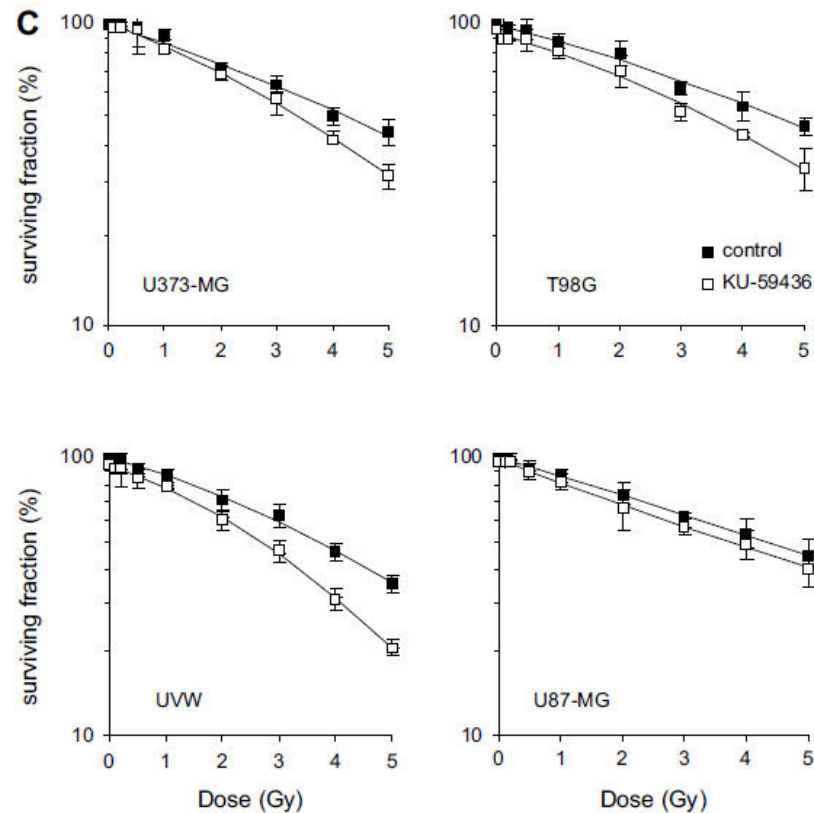 C
100
surviving fraction (%)
10
U373-MG
0 1 2 3 4 5
100
10
T98G
control
KU-59436
0 1 2 3 4 5
100
surviving fraction (%)
10
UVW
0 1 2 3 4 5
Dose (Gy)
100
10
U87-MG
0 1 2 3 4 5
Dose (Gy)